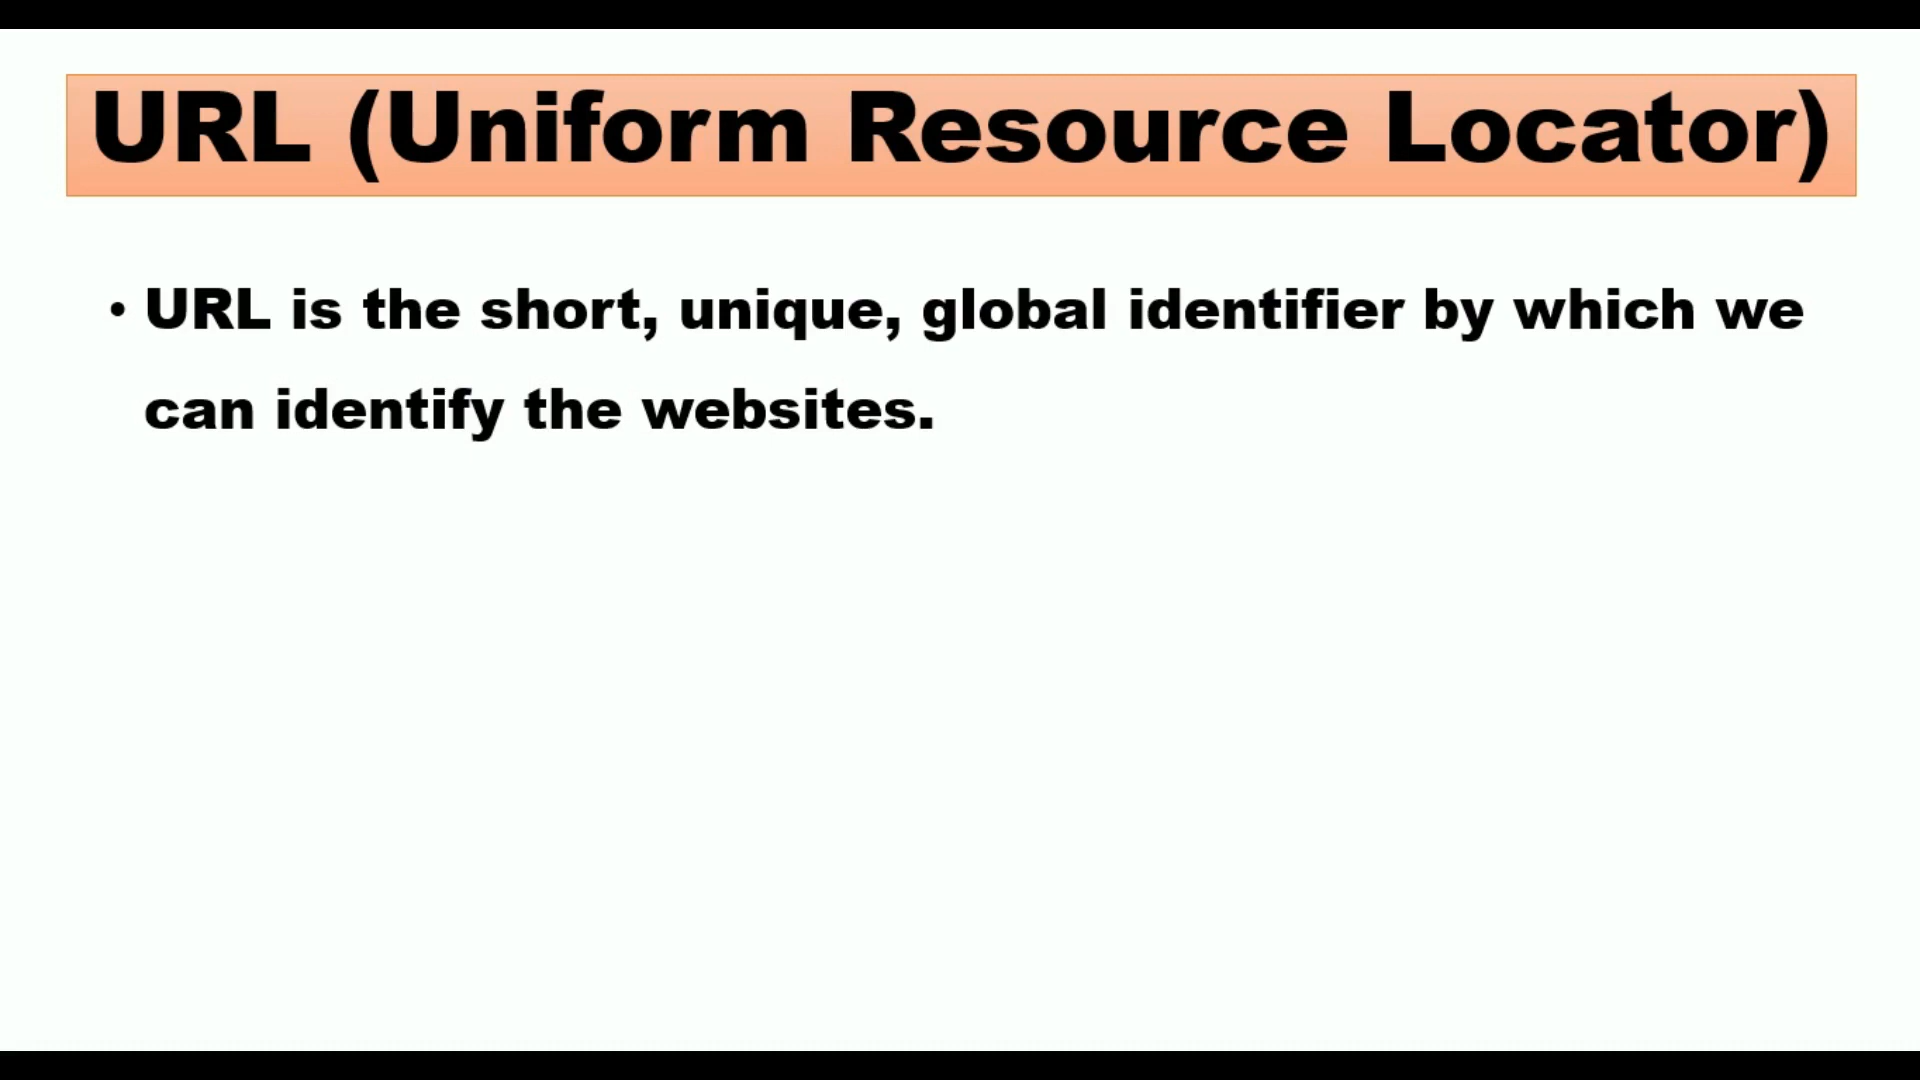 URL (Uniform Resource Locator)
• URL is the short, unique, global identifier by which we
can identify the websites.